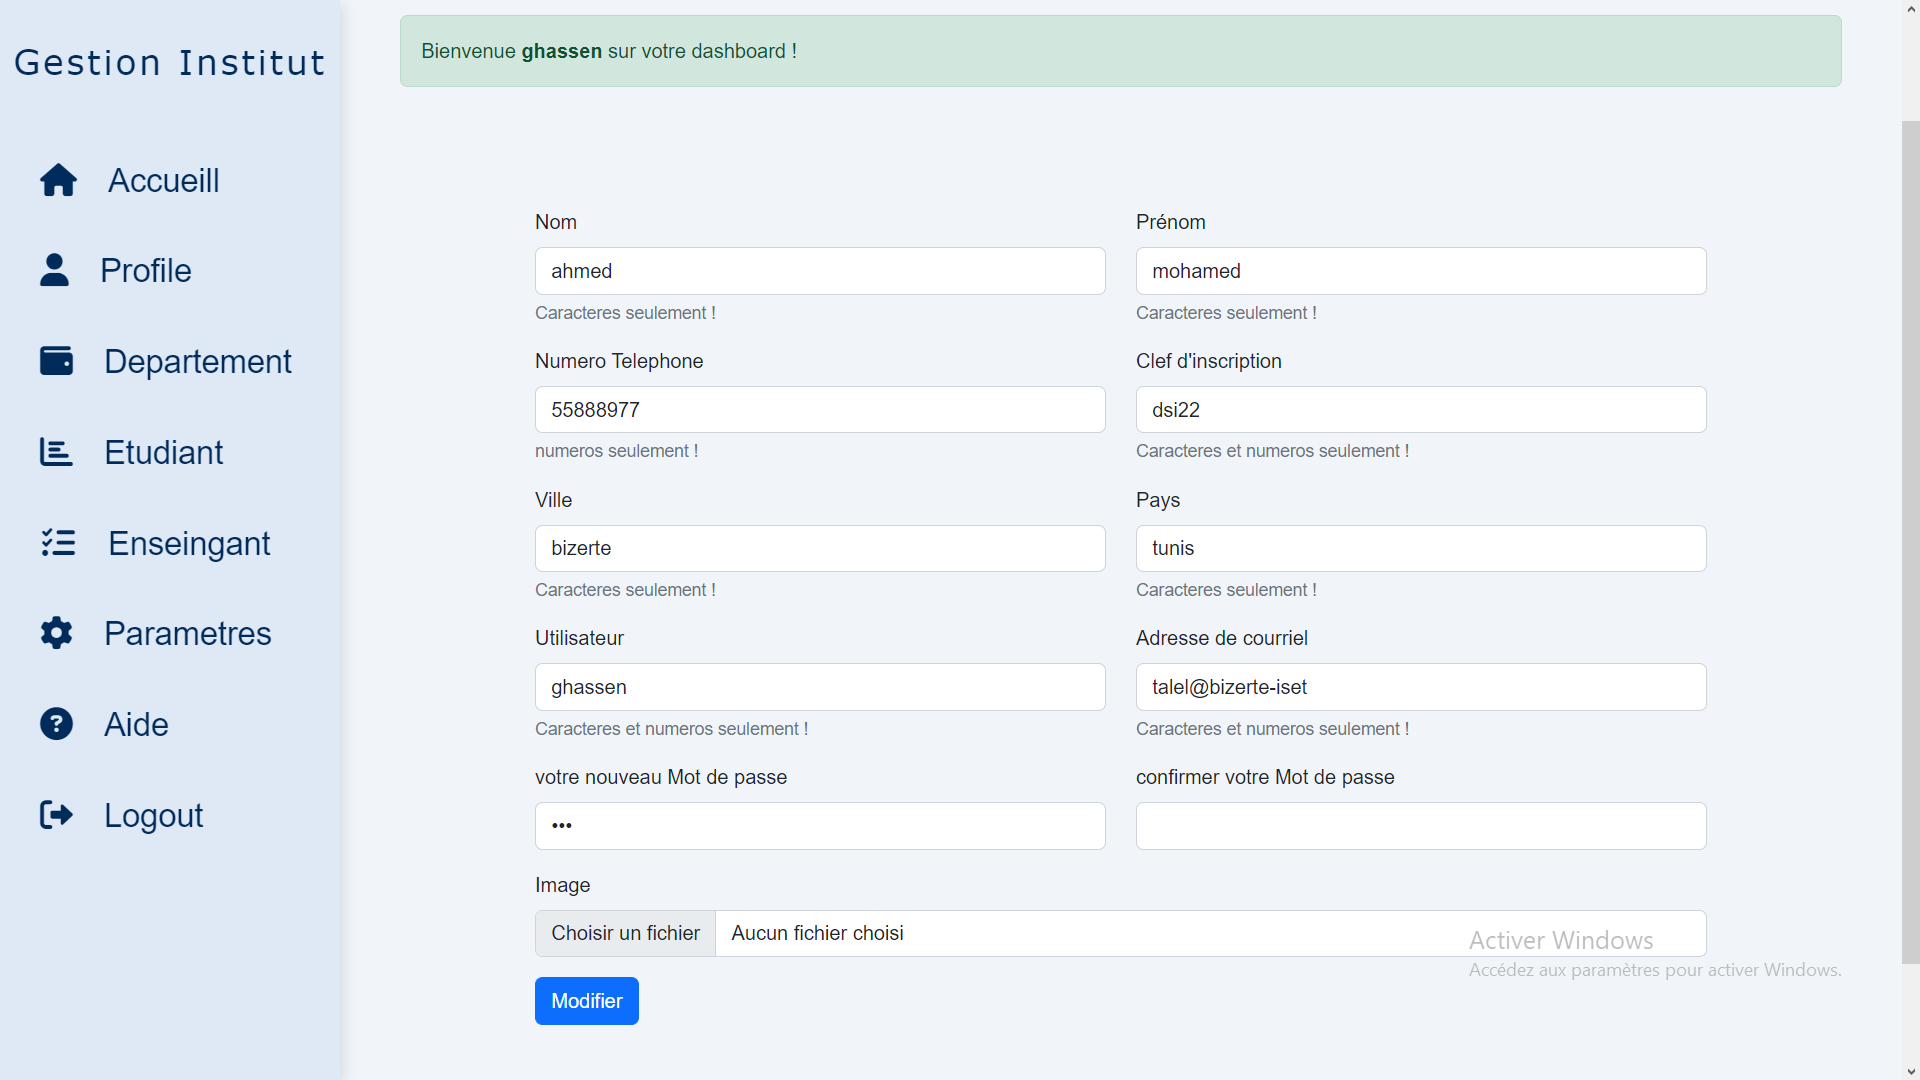 Gestion Institut
Accueill
Profile
Departement
Etudiant
Enseingant
Parametres
Aide
Logout
Bienvenue ghassen sur votre dashboard !
Nom
ahmed
Caracteres seulement !
Prénom
mohamed
Caracteres seulement !
Numero Telephone
55888977
numeros seulement !
Clef d'inscription
dsi22
Caracteres et numeros seulement !
Ville
bizerte
Caracteres seulement !
Pays
tunis
Caracteres seulement !
Utilisateur
ghassen
Caracteres et numeros seulement !
Adresse de courriel
talel@bizerte-iset
Caracteres et numeros seulement !
votre nouveau Mot de passe
•••
confirmer votre Mot de passe
Image
Choisir un fichier Aucun fichier choisi
Modifier
Activer Windows
Accédez aux paramètres pour activer Windows.